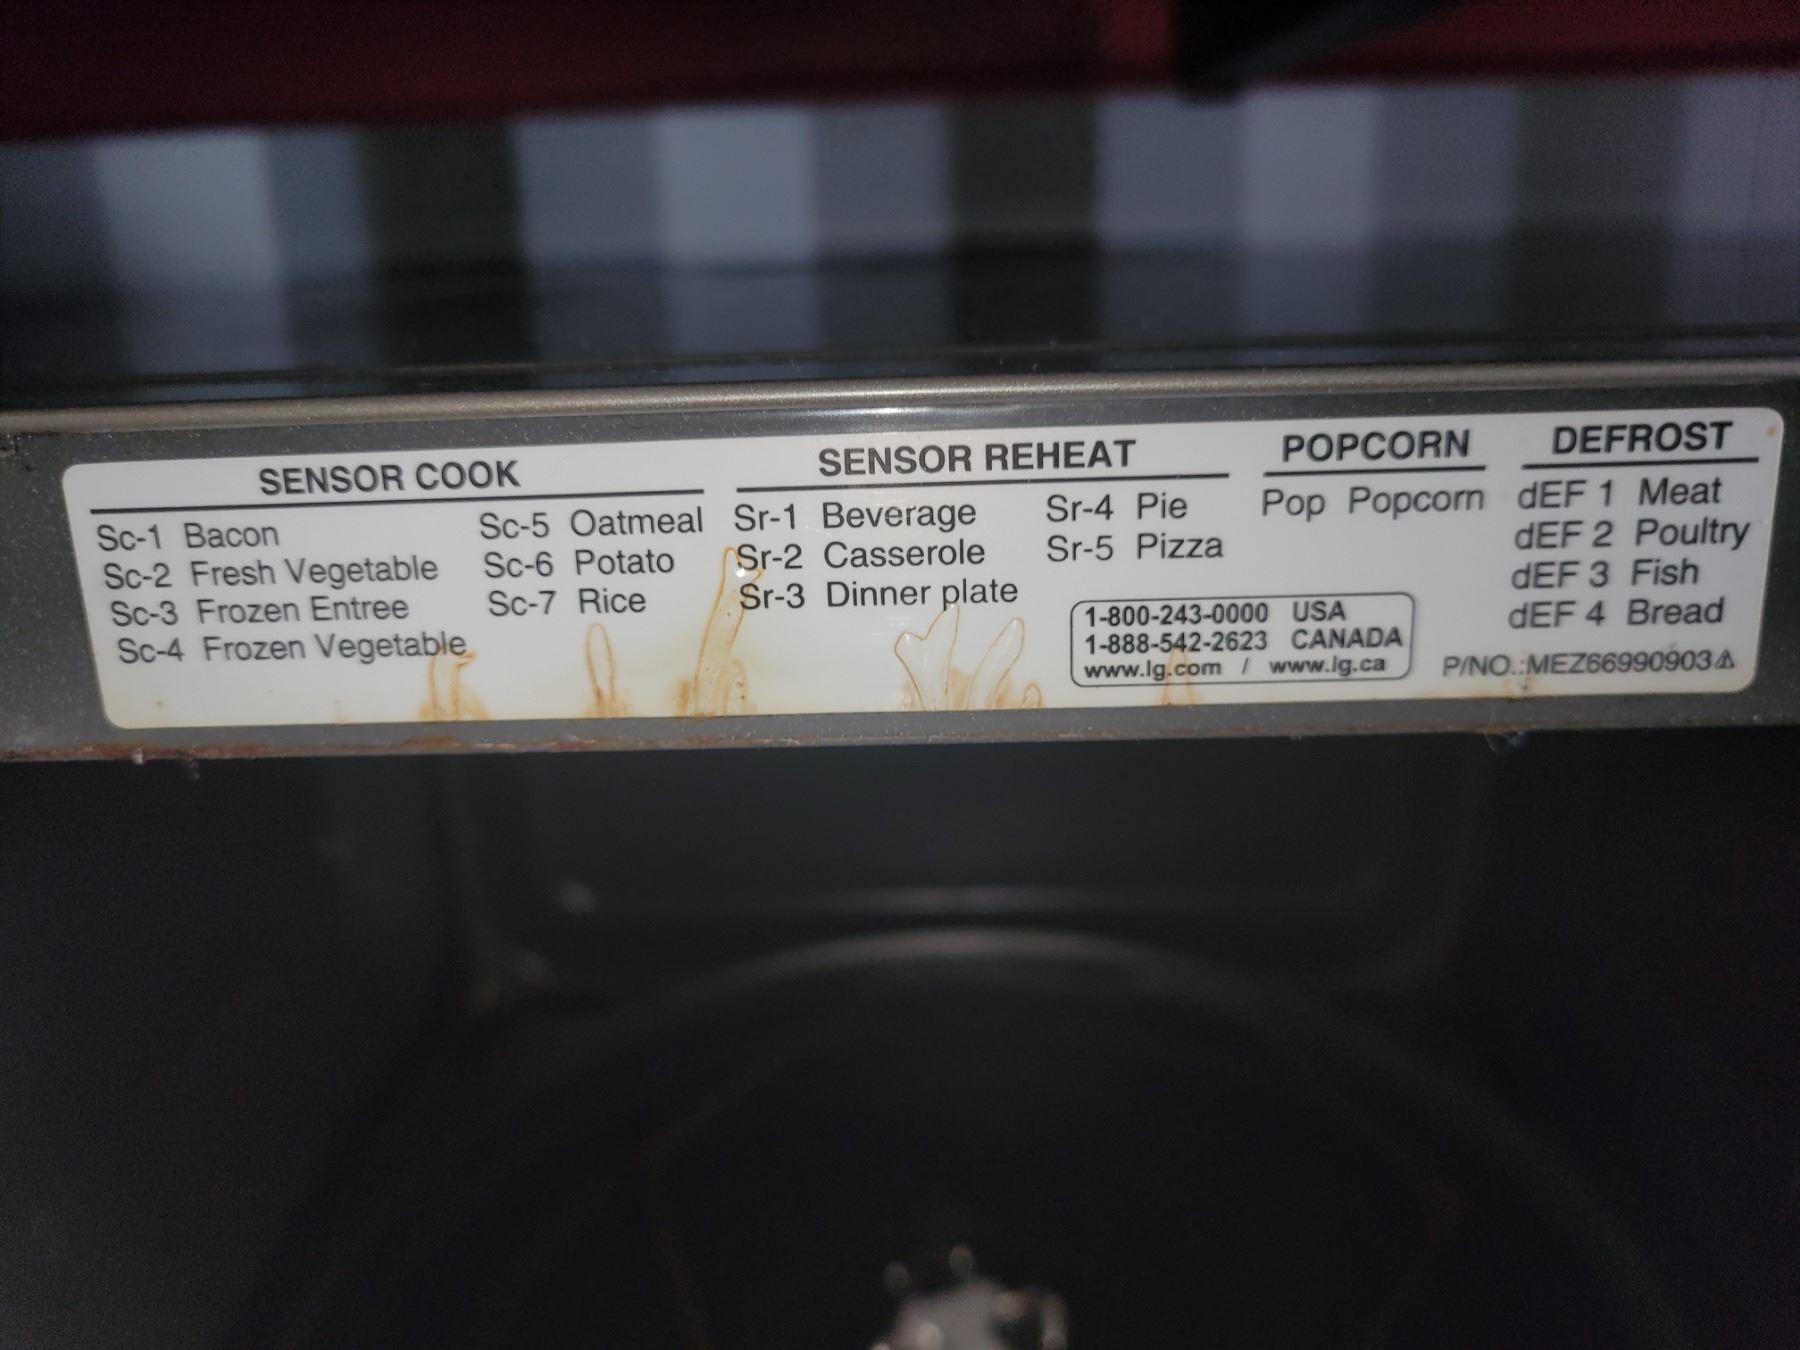 SENSOR COOK
Sc-1 Bacon
Sc-2 Fresh Vegetable
Sc-3 Frozen Entree
Sc-4 Frozen Vegetable
Sc-5 Oatmeal
Sc-6 Potato
Sc-7 Rice
SENSOR REHEAT
Sr-1 Beverage
Sr-2 Casserole
Sr-3 Dinner plate
Sr-4 Pie
Sr-5 Pizza
POPCORN
Pop Popcorn
1-800-243-0000 USA
1-888-542-2623 CANADA
www.lg.com / www.lg.ca
DEFROST
dEF 1 Meat
dEF 2 Poultry
dEF 3 Fish
dEF 4 Bread
P/NO.:MEZ66990903